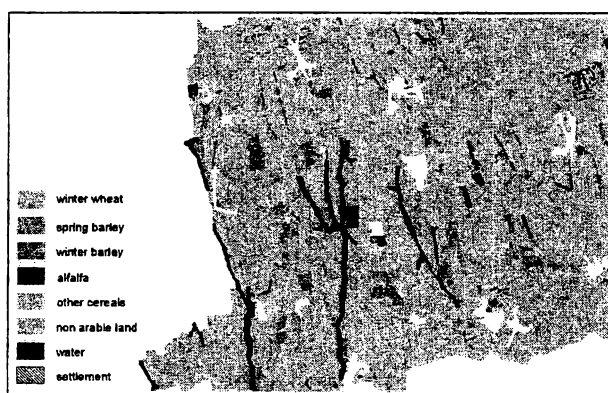 winter wheat
spring barley
winter barley
alfalfa
other cereals
non arable land
water
settlement